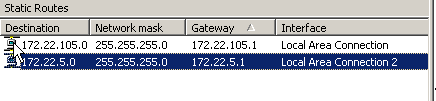 Static Routes
Destination Network mask Gateway Interface
172.22.105.0 255.255.255.0 172.22.105.1 Local Area Connection
172.22.5.0 255.255.255.0 172.22.5.1 Local Area Connection 2